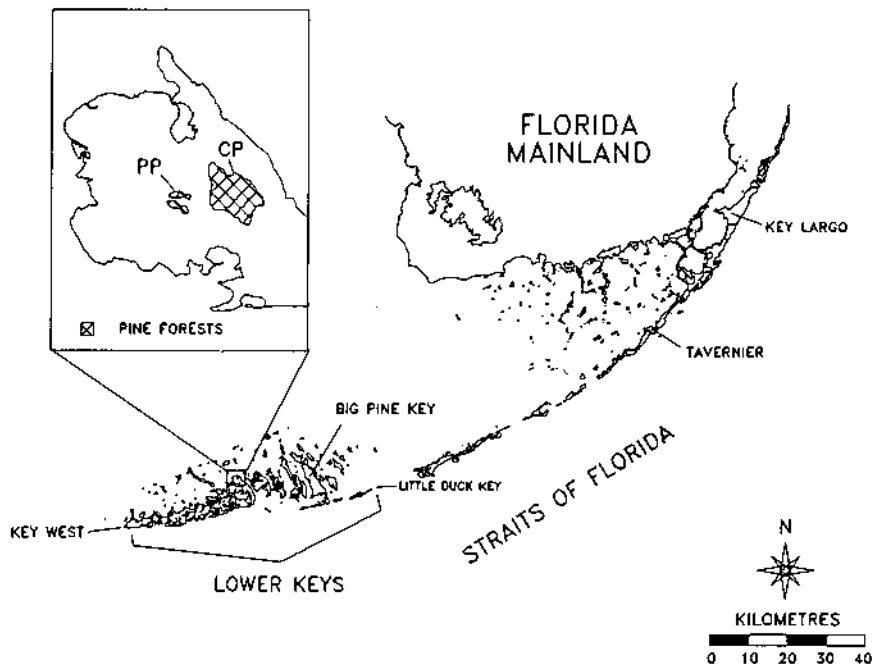 CP
PP
PINE FORESTS
FLORIDA
MAINLAND
KEY LARGO
TAVERNIER
BIG PINE KEY
LITTLE DUCK KEY
KEY WEST
LOWER KEYS
STRAITS OF FLORIDA
N
KILOMETRES
0 10 20 30 40